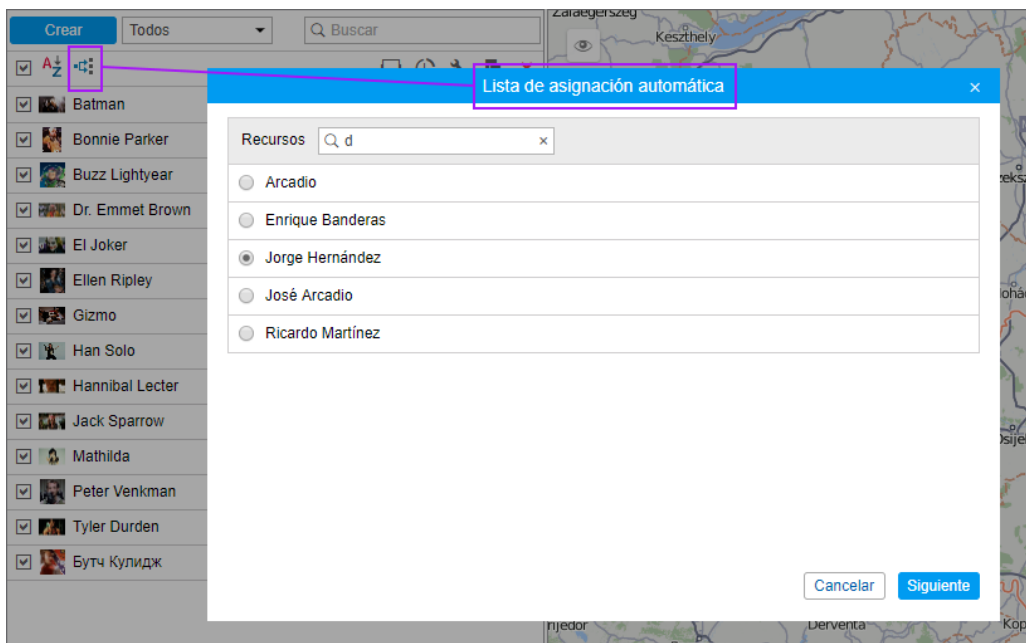 Crear
Todos
Buscar
Batman
Bonnie Parker
Buzz Lightyear
Dr. Emmet Brown
El Joker
Ellen Ripley
Gizmo
Han Solo
Hannibal Lecter
Jack Sparrow
Mathilda
Peter Venkman
Tyler Durden
Бутч Кулидж
Lista de asignación automática
Recursos
d
Arcadio
Enrique Banderas
Jorge Hernández
José Arcadio
Ricardo Martínez
Cancelar
Siguiente
Zalaegerszeg
Keszthely
Derventa